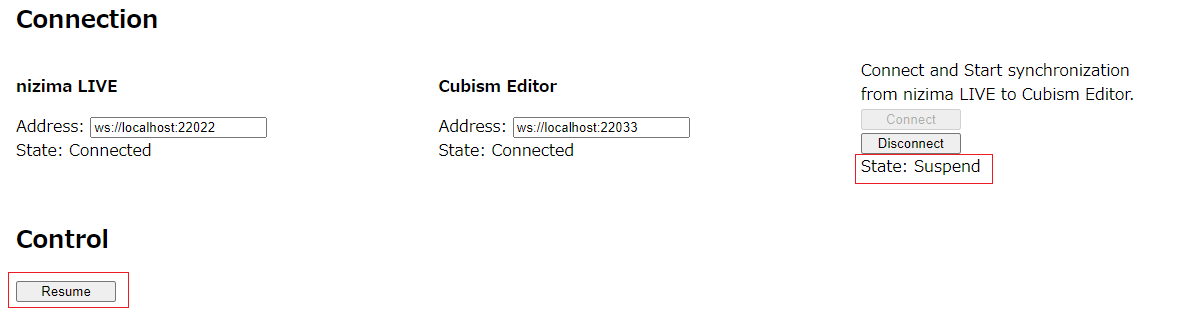 Connection
nizima LIVE
Address: ws://localhost:22022
State: Connected
Cubism Editor
Address: ws://localhost:22033
State: Connected
Connect and Start synchronization
from nizima LIVE to Cubism Editor.
Connect
Disconnect
State: Suspend
Control
Resume